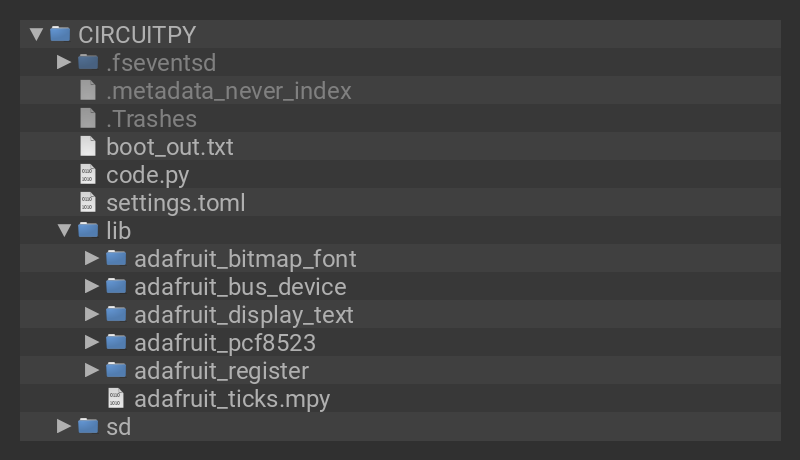 CIRCUITPY
.fseventsd
.metadata_never_index
.Trashes
boot_out.txt
code.py
settings.toml
lib
adafruit_bitmap_font
adafruit_bus_device
adafruit_display_text
adafruit_pcf8523
adafruit_register
adafruit_ticks.mpy
sd